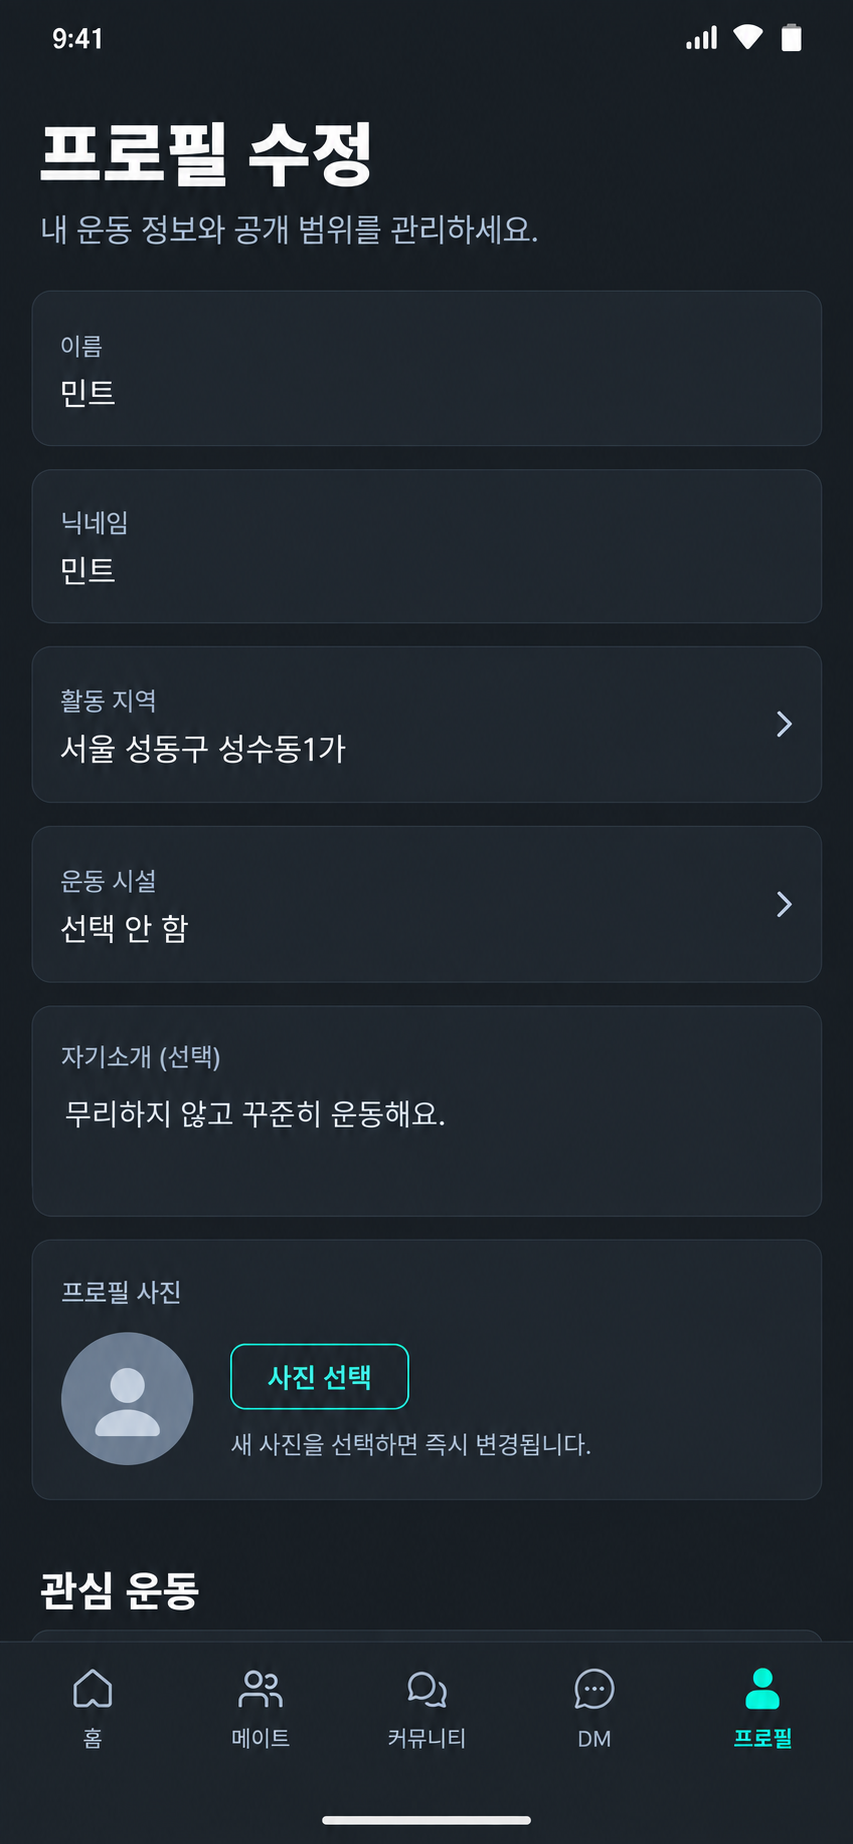 9:41
프로필 수정
내 운동 정보와 공개 범위를 관리하세요.
이름
민트
닉네임
민트
활동 지역
서울 성동구 성수동1가
운동 시설
선택 안 함
자기소개 (선택)
무리하지 않고 꾸준히 운동해요.
프로필 사진
사진 선택
새 사진을 선택하면 즉시 변경됩니다.
관심 운동
홈
메이트
커뮤니티
DM
프로필